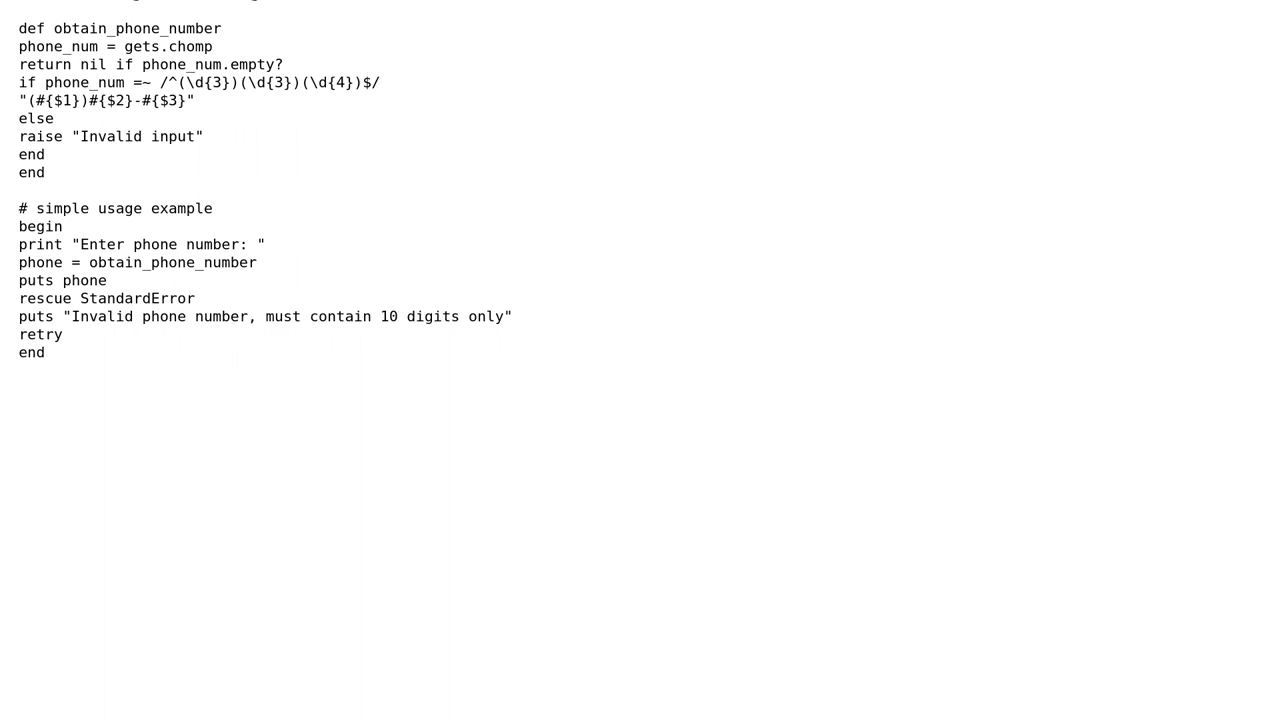 def obtain_phone_number
phone_num = gets.chomp
return nil if phone_num.empty?
if phone_num =~ /^(\d{3})(\d{3})(\d{4})$/
"(#{$1})#{$2}-#{$3}"
else
raise "Invalid input"
end
end

# simple usage example
begin
print "Enter phone number: "
phone = obtain_phone_number
puts phone
rescue StandardError
puts "Invalid phone number, must contain 10 digits only"
retry
end